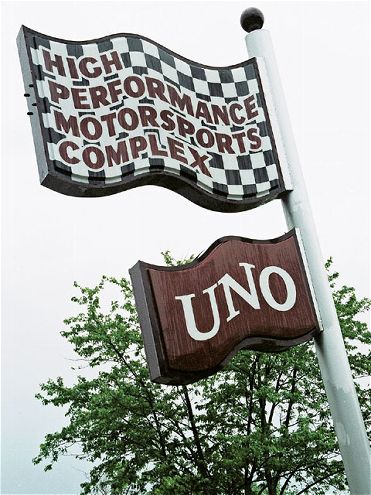 HIGH
PERFORMANCE
MOTORSPORTS
COMPLEX
UNO